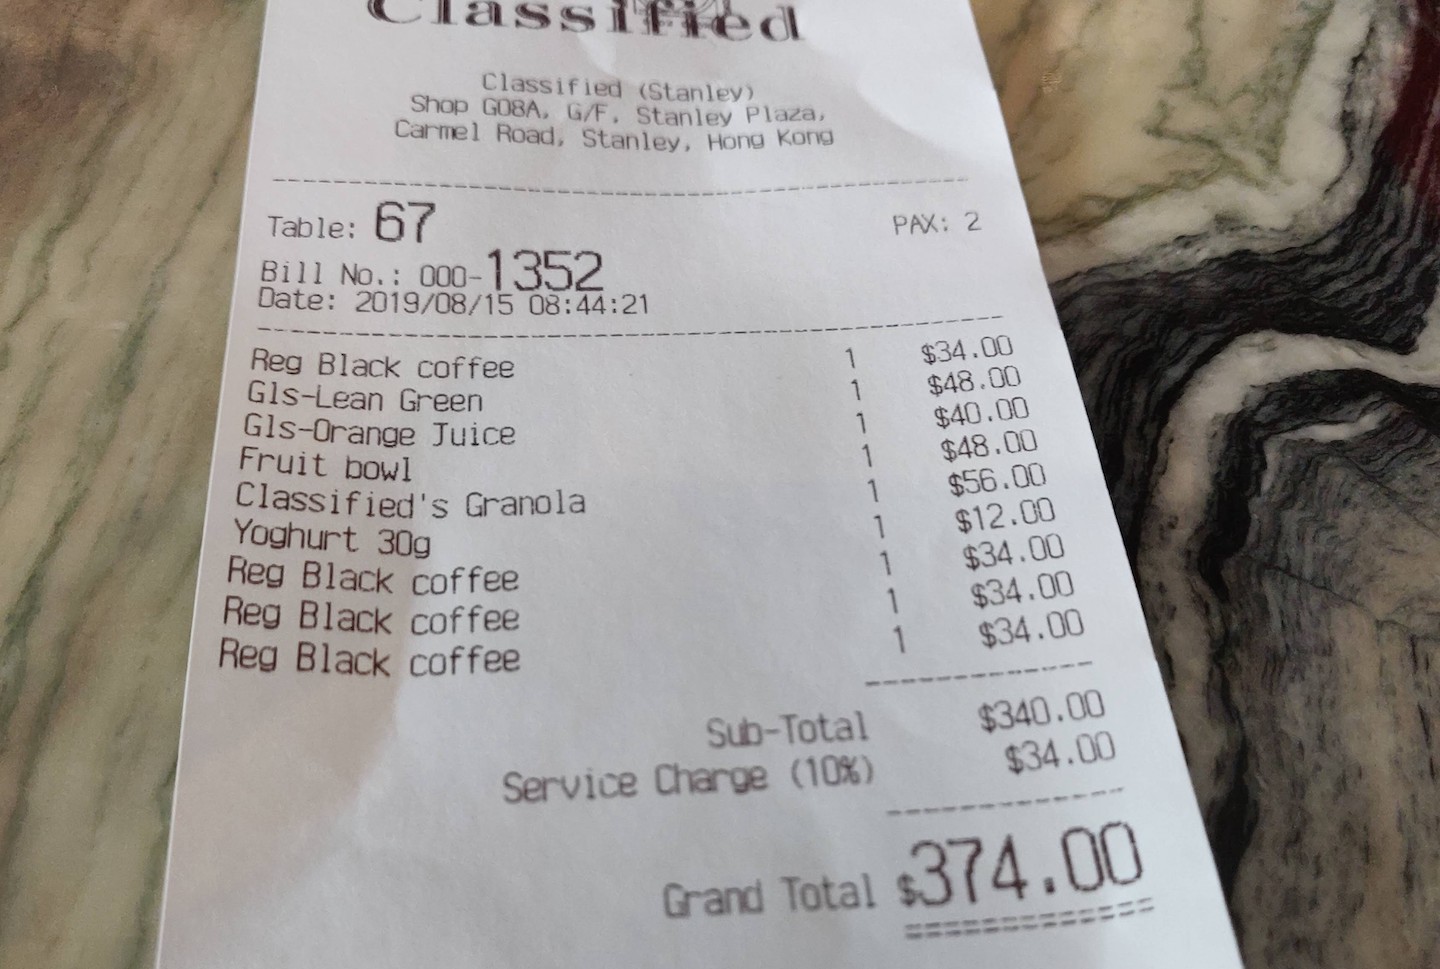 Classified
Classified (Stanley)
Shop G08A, G/F, Stanley Plaza,
Carmel Road, Stanley, Hong Kong
Table: 67 PAX: 2
Bill No.: 000-1352
Date: 2019/08/15 08:44:21
Reg Black coffee 1 $34.00
Gls-Lean Green 1 $48.00
Gls-Orange Juice 1 $40.00
Fruit bowl 1 $48.00
Classified's Granola 1 $56.00
Yoghurt 30g 1 $12.00
Reg Black coffee 1 $34.00
Reg Black coffee 1 $34.00
Reg Black coffee 1 $34.00
Sub-Total $340.00
Service Charge (10%) $34.00
Grand Total $374.00